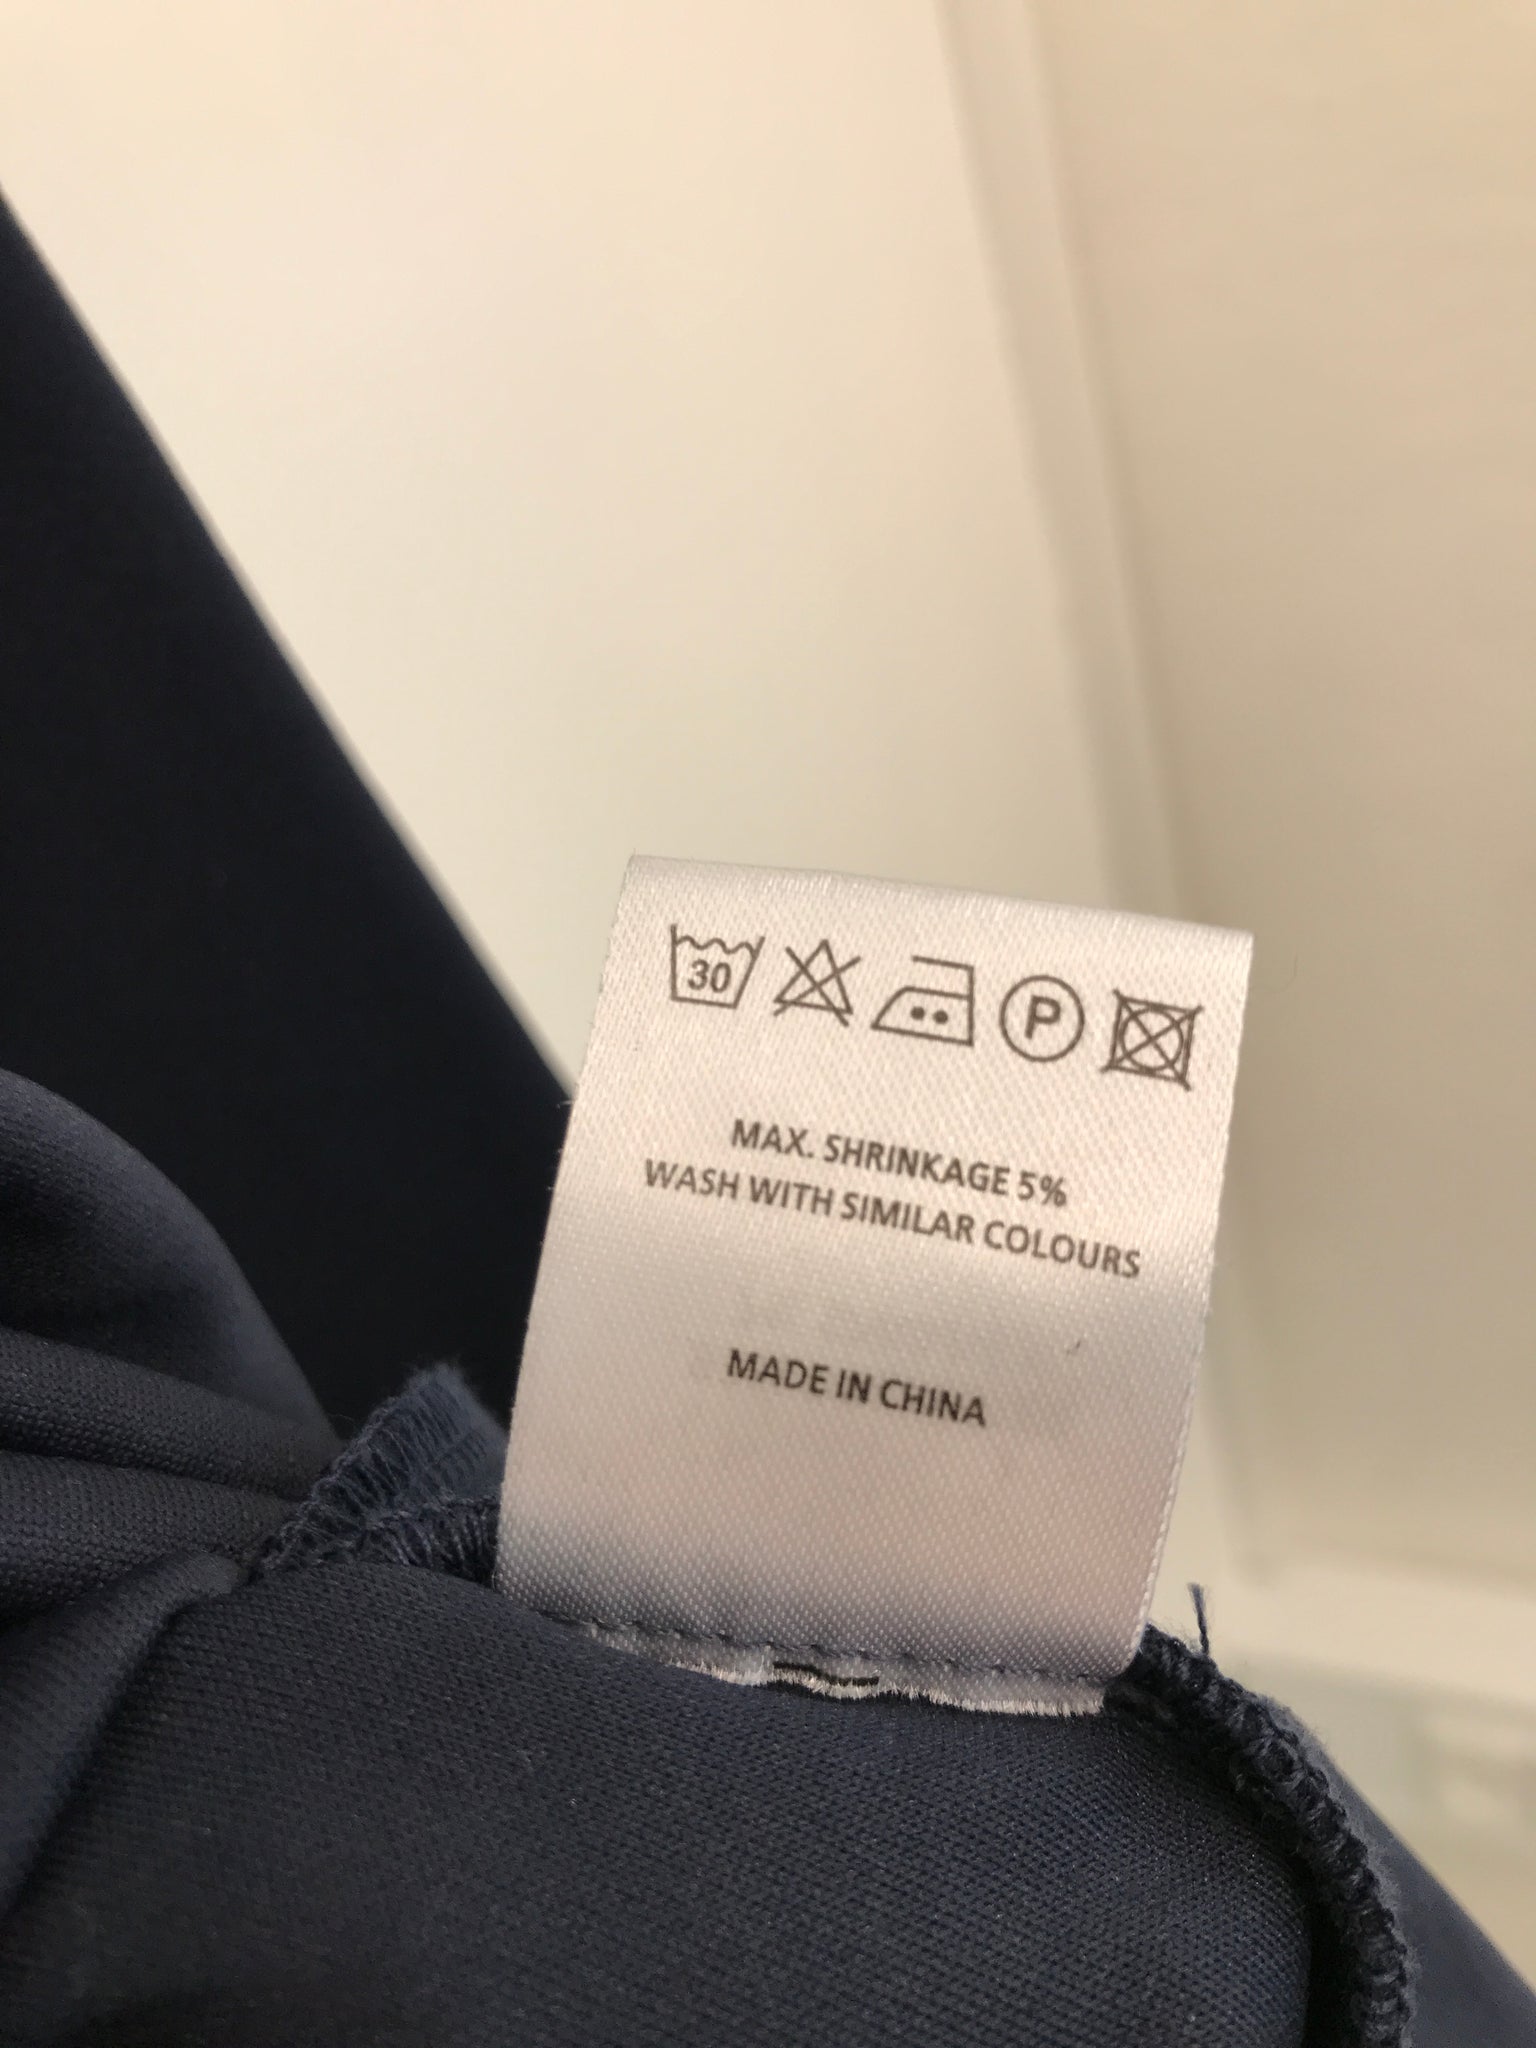 30 P
MAX. SHRINKAGE 5%
WASH WITH SIMILAR COLOURS
MADE IN CHINA